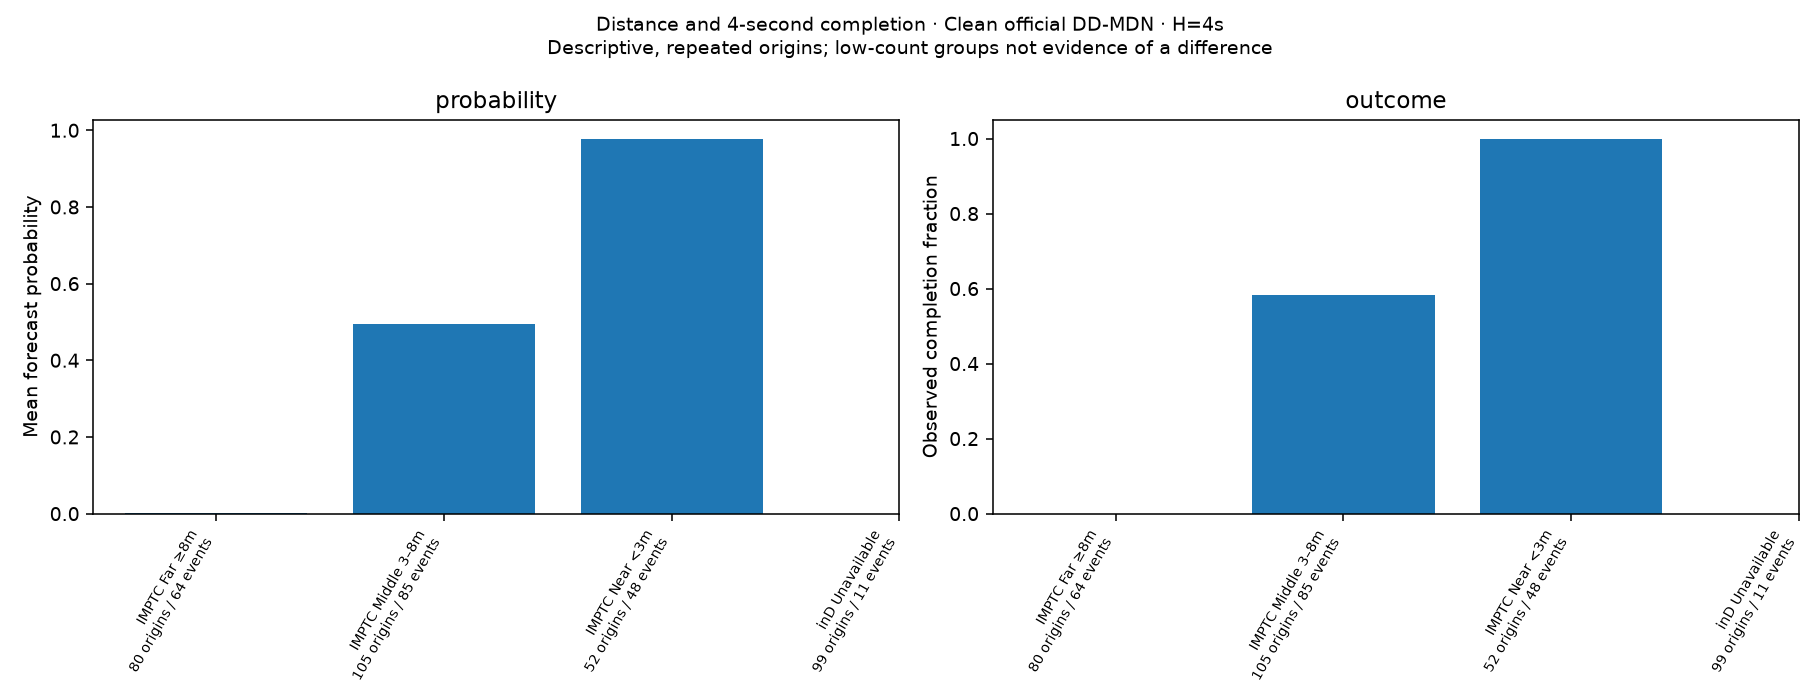 Distance and 4-second completion · Clean official DD-MDN · H=4s
Descriptive, repeated origins; low-count groups not evidence of a difference
probability
Mean forecast probability
1.0
0.8
0.6
0.4
0.2
0.0
IMPTC Far ≥8m
80 origins / 64 events
IMPTC Middle 3–8m
105 origins / 85 events
IMPTC Near <3m
52 origins / 48 events
inD Unavailable
99 origins / 11 events
outcome
Observed completion fraction
1.0
0.8
0.6
0.4
0.2
0.0
IMPTC Far ≥8m
80 origins / 64 events
IMPTC Middle 3–8m
105 origins / 85 events
IMPTC Near <3m
52 origins / 48 events
inD Unavailable
99 origins / 11 events